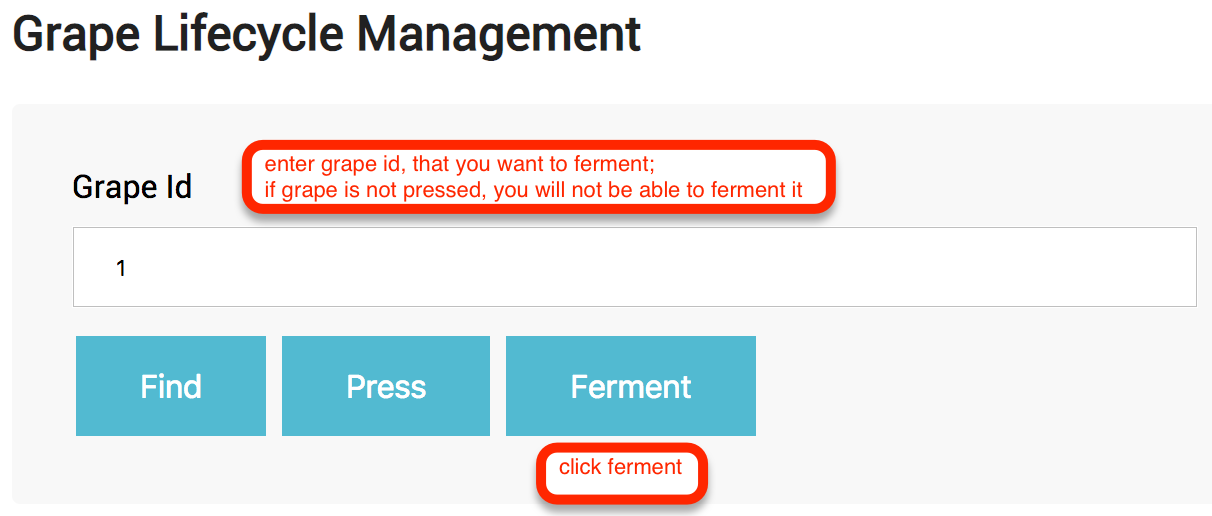 Grape Lifecycle Management
enter grape id, that you want to ferment;
if grape is not pressed, you will not be able to ferment it
Grape Id
1
Find Press Ferment
click ferment